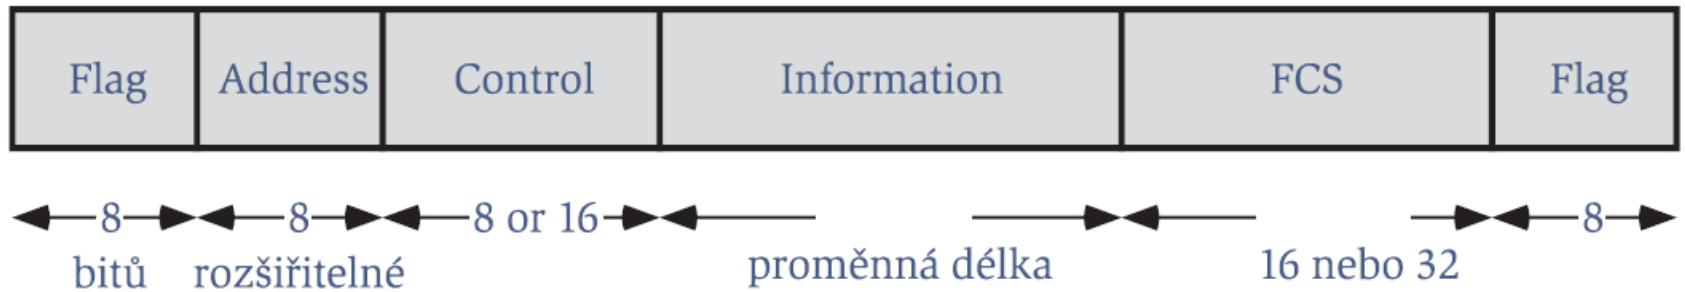 Flag Address Control Information FCS Flag
8 8 8 or 16 8
bitů rozšiřitelné proměnná délka 16 nebo 32